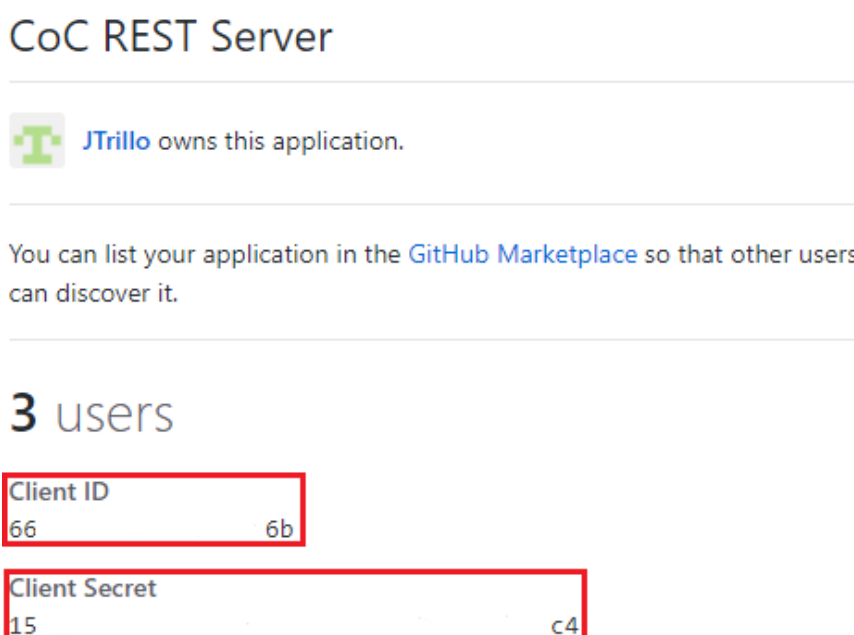 CoC REST Server
JTrillo owns this application.
You can list your application in the GitHub Marketplace so that other users
can discover it.
3 users
Client ID
66 6b
Client Secret
15 c4